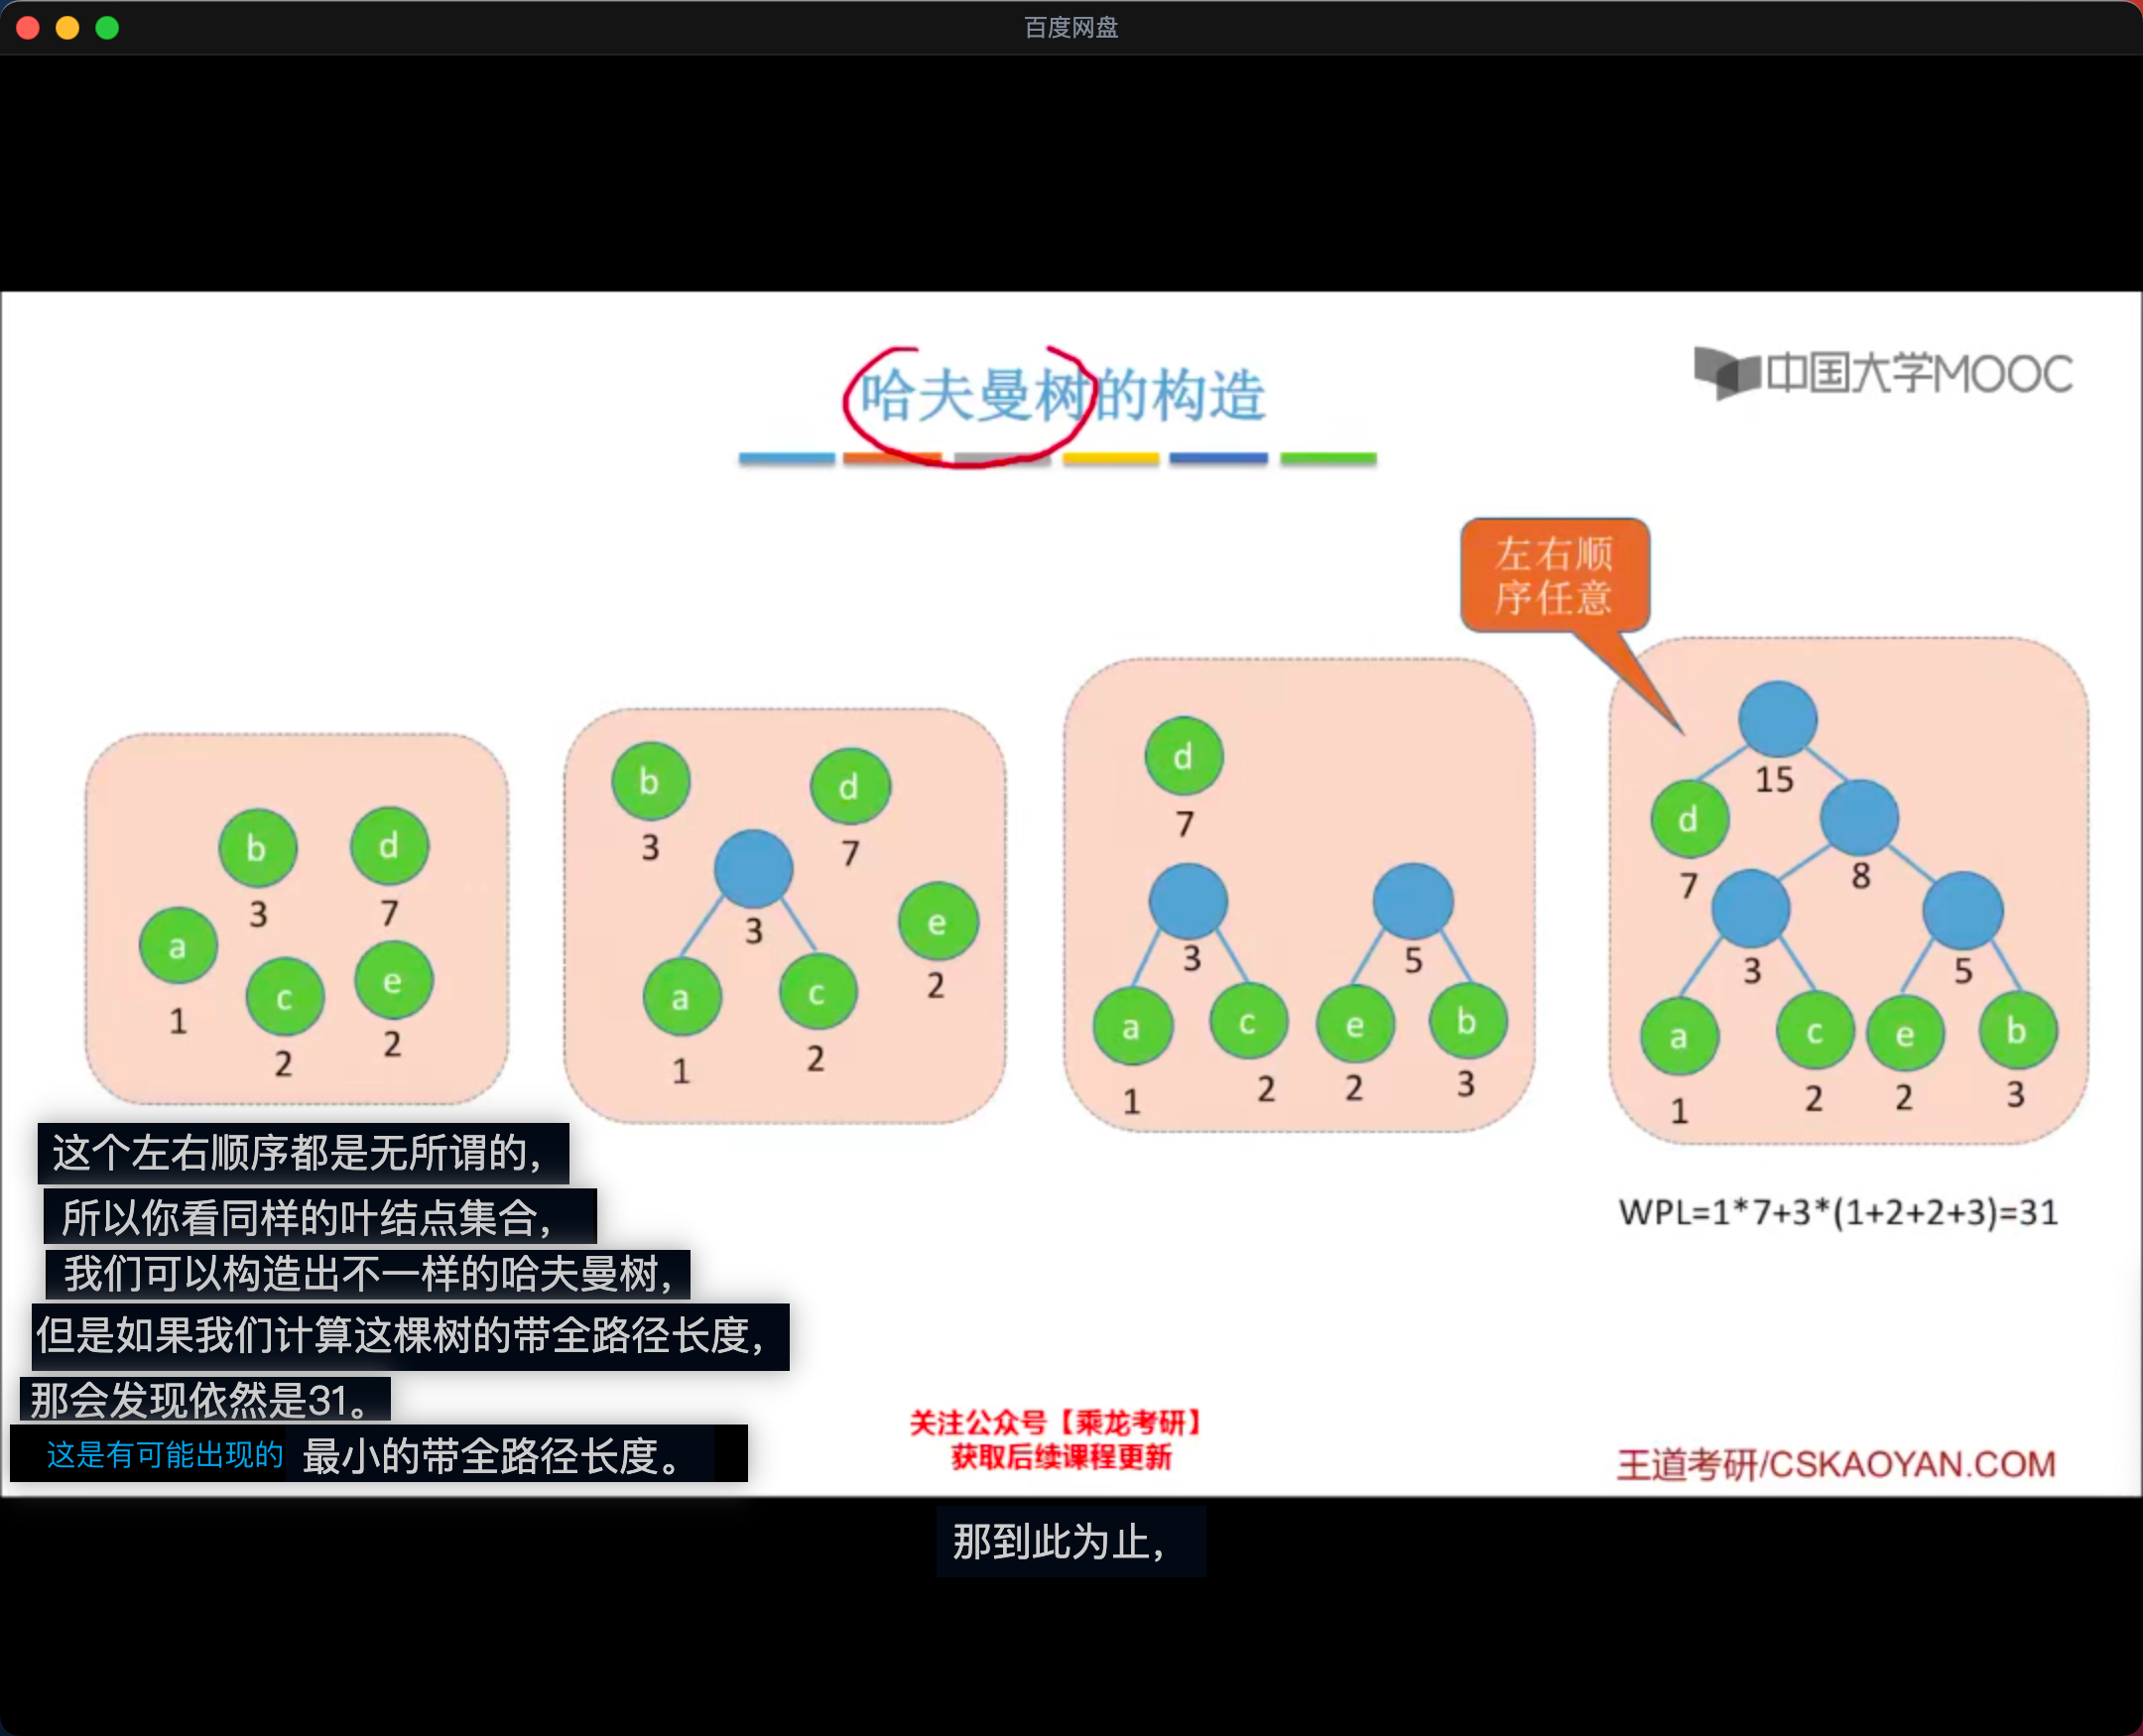 百度网盘
哈夫曼树的构造
中国大学MOOC
左右顺
序任意
b
3
d
7
a
1
c
2
e
2
b
3
d
7
3
e
2
a
1
c
2
d
7
3
5
a
1
c
2
e
2
b
3
15
d
7
8
3
5
a
1
c
2
e
2
b
3
WPL=1*7+3*(1+2+2+3)=31
这个左右顺序都是无所谓的，
所以你看同样的叶结点集合，
我们可以构造出不一样的哈夫曼树，
但是如果我们计算这棵树的带全路径长度，
那会发现依然是31。
这是有可能出现的 最小的带全路径长度。
关注公众号【乘龙考研】
获取后续课程更新
王道考研/CSKAOYAN.COM
那到此为止，